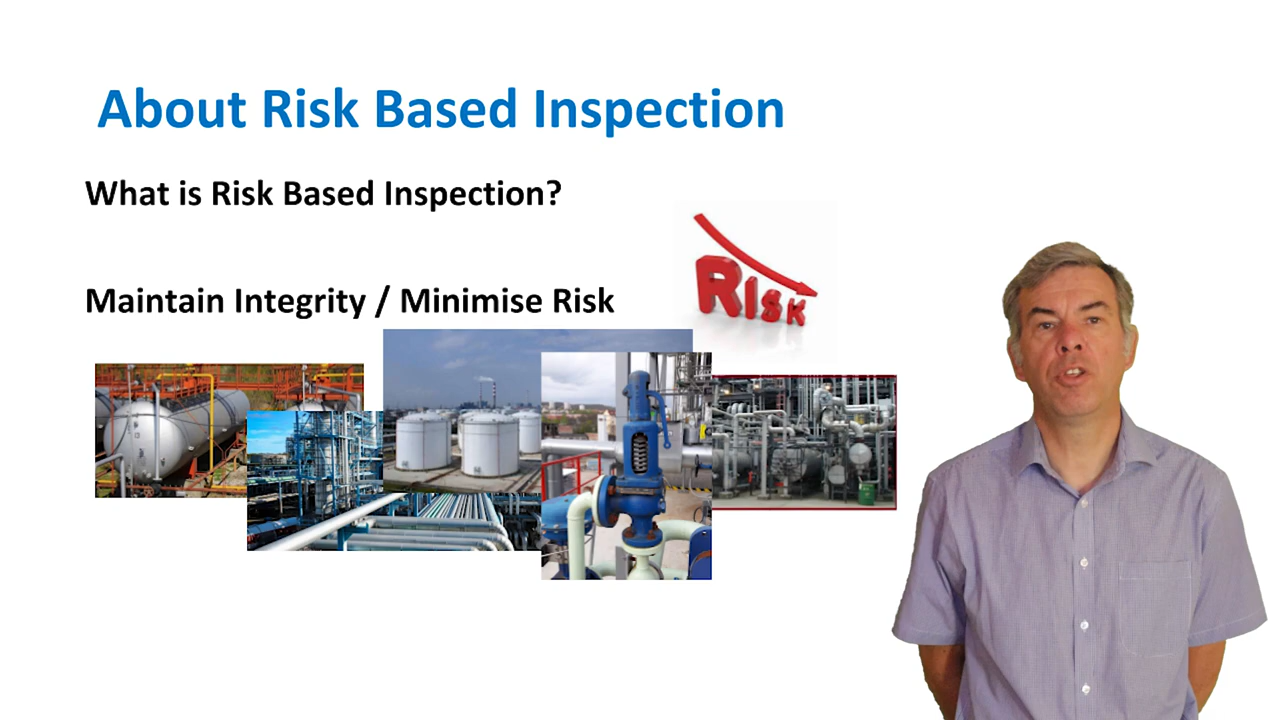 About Risk Based Inspection
What is Risk Based Inspection?
Maintain Integrity / Minimise Risk
RISK